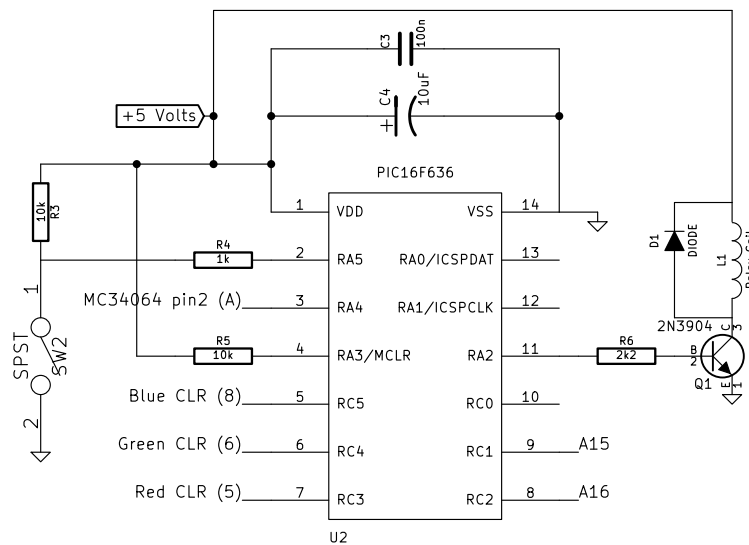 C3
100n
C4
10uF
+
+5 Volts
PIC16F636
10k
R3
1
VDD
VSS
14
D1
DIODE
L1
R4
1k
2
RA5
RA0/ICSPDAT
13
1
MC34064 pin2 (A)
3
RA4
RA1/ICSPCLK
12
2N3904
C
3
SPST
SW2
R5
10k
4
RA3/MCLR
RA2
11
R6
2k2
B
2
Q1
E
1
2
Blue CLR (8)
5
RC5
RC0
10
Green CLR (6)
6
RC4
RC1
9
A15
Red CLR (5)
7
RC3
RC2
8
A16
U2